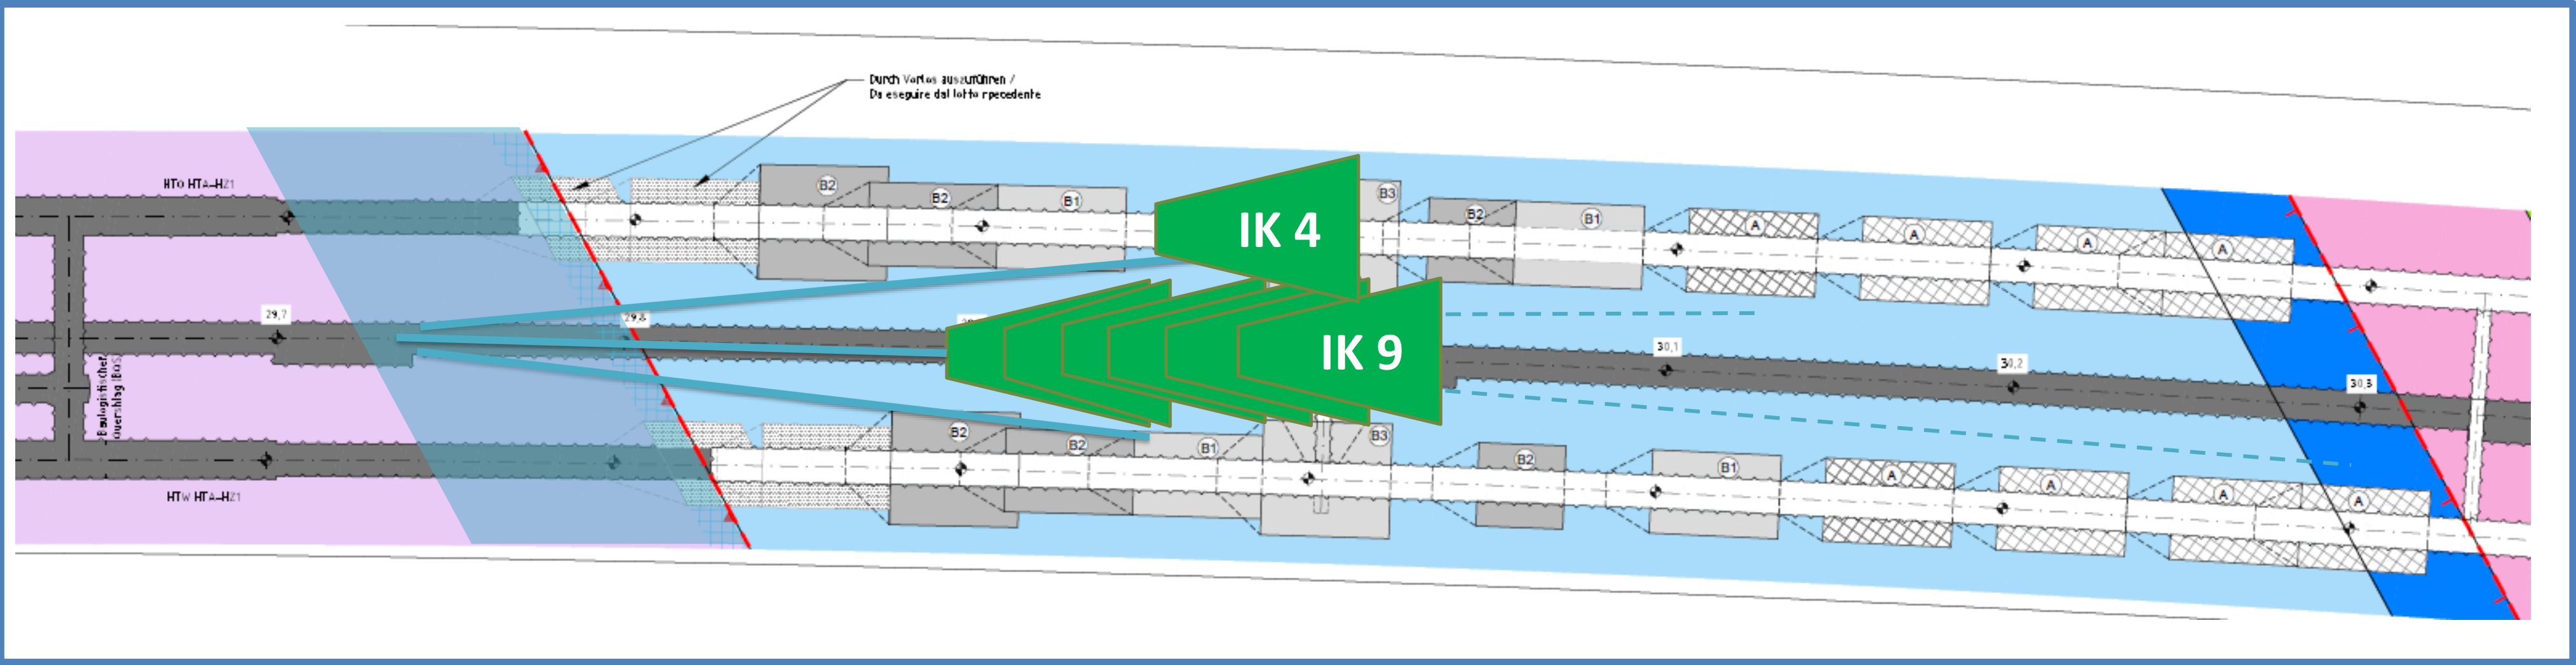 Durch Vorlos auszuführen /
Da eseguire dal lotto rpecedente
HTO HTA-HZ1
B2
B2
B1
IK 4
B3
B2
B1
A
A
A
A
29,7
29,8
IK 9
30,1
30,2
30,3
Baulogistischer
Querschlag (BQS)
B2
B2
B1
B3
B2
B1
A
A
A
A
HTW HTA-HZ1